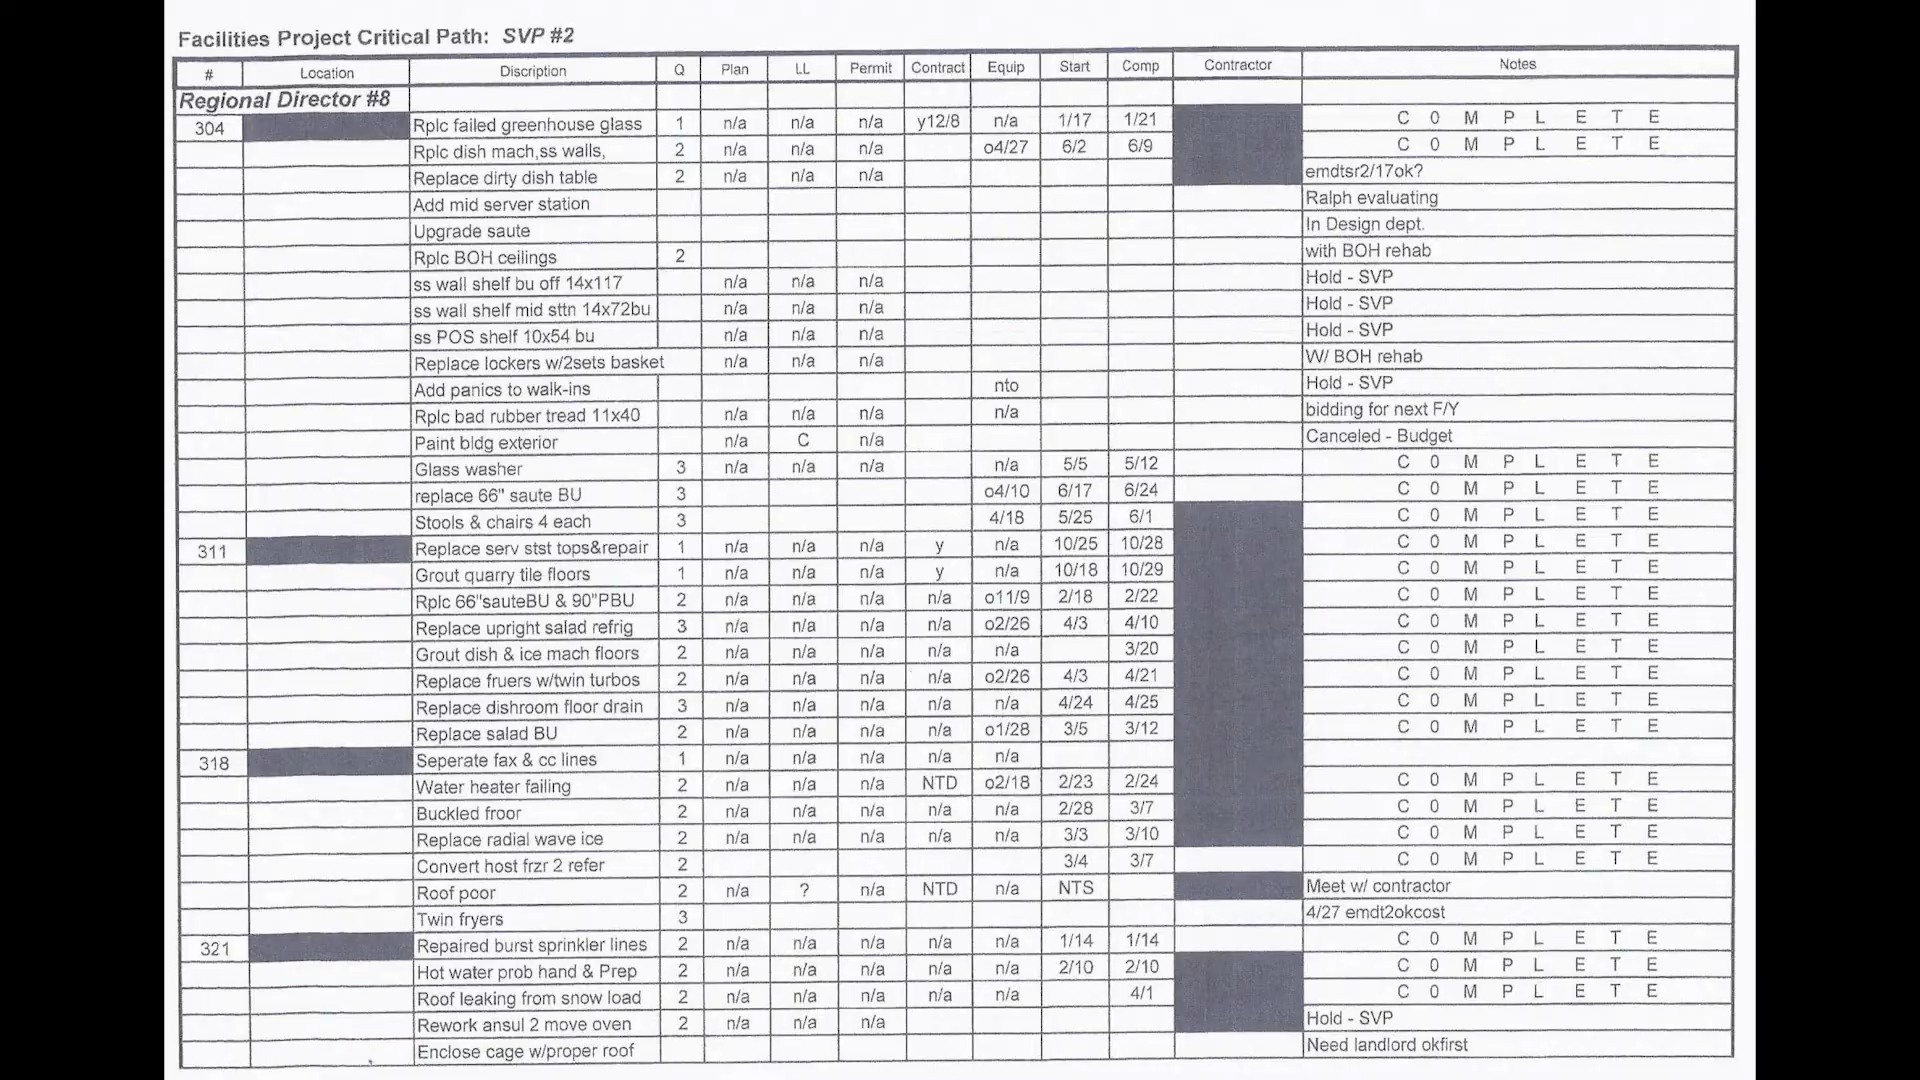 Facilities Project Critical Path: SVP #2
# Location Discription Q Plan LL Permit Contract Equip Start Comp Contractor Notes
Regional Director #8
304 Rplc failed greenhouse glass 1 n/a n/a n/a y12/8 n/a 1/17 1/21 C O M P L E T E
Rplc dish mach,ss walls, 2 n/a n/a n/a o4/27 6/2 6/9 C O M P L E T E
Replace dirty dish table 2 n/a n/a n/a emdtsr2/17ok?
Add mid server station Ralph evaluating
Upgrade saute In Design dept.
Rplc BOH ceilings 2 with BOH rehab
ss wall shelf bu off 14x117 n/a n/a n/a Hold - SVP
ss wall shelf mid sttn 14x72bu n/a n/a n/a Hold - SVP
ss POS shelf 10x54 bu n/a n/a n/a Hold - SVP
Replace lockers w/2sets basket n/a n/a n/a W/ BOH rehab
Add panics to walk-ins nto Hold - SVP
Rplc bad rubber tread 11x40 n/a n/a n/a n/a bidding for next F/Y
Paint bldg exterior n/a C n/a Canceled - Budget
Glass washer 3 n/a n/a n/a n/a 5/5 5/12 C O M P L E T E
replace 66" saute BU 3 o4/10 6/17 6/24 C O M P L E T E
Stools & chairs 4 each 3 4/18 5/25 6/1 C O M P L E T E
311 Replace serv stst tops&repair 1 n/a n/a n/a y n/a 10/25 10/28 C O M P L E T E
Grout quarry tile floors 1 n/a n/a n/a y n/a 10/18 10/29 C O M P L E T E
Rplc 66"sauteBU & 90"PBU 2 n/a n/a n/a n/a o11/9 2/18 2/22 C O M P L E T E
Replace upright salad refrig 3 n/a n/a n/a n/a o2/26 4/3 4/10 C O M P L E T E
Grout dish & ice mach floors 2 n/a n/a n/a n/a n/a 3/20 C O M P L E T E
Replace fruers w/twin turbos 2 n/a n/a n/a n/a o2/26 4/3 4/21 C O M P L E T E
Replace dishroom floor drain 3 n/a n/a n/a n/a n/a 4/24 4/25 C O M P L E T E
Replace salad BU 2 n/a n/a n/a n/a o1/28 3/5 3/12 C O M P L E T E
318 Seperate fax & cc lines 1 n/a n/a n/a n/a n/a
Water heater failing 2 n/a n/a n/a NTD o2/18 2/23 2/24 C O M P L E T E
Buckled froor 2 n/a n/a n/a n/a n/a 2/28 3/7 C O M P L E T E
Replace radial wave ice 2 n/a n/a n/a n/a n/a 3/3 3/10 C O M P L E T E
Convert host frzr 2 refer 2 3/4 3/7 C O M P L E T E
Roof poor 2 n/a ? n/a NTD n/a NTS Meet w/ contractor
Twin fryers 3 4/27 emdt2okcost
321 Repaired burst sprinkler lines 2 n/a n/a n/a n/a n/a 1/14 1/14 C O M P L E T E
Hot water prob hand & Prep 2 n/a n/a n/a n/a n/a 2/10 2/10 C O M P L E T E
Roof leaking from snow load 2 n/a n/a n/a n/a n/a 4/1 C O M P L E T E
Rework ansul 2 move oven 2 n/a n/a n/a Hold - SVP
Enclose cage w/proper roof Need landlord okfirst